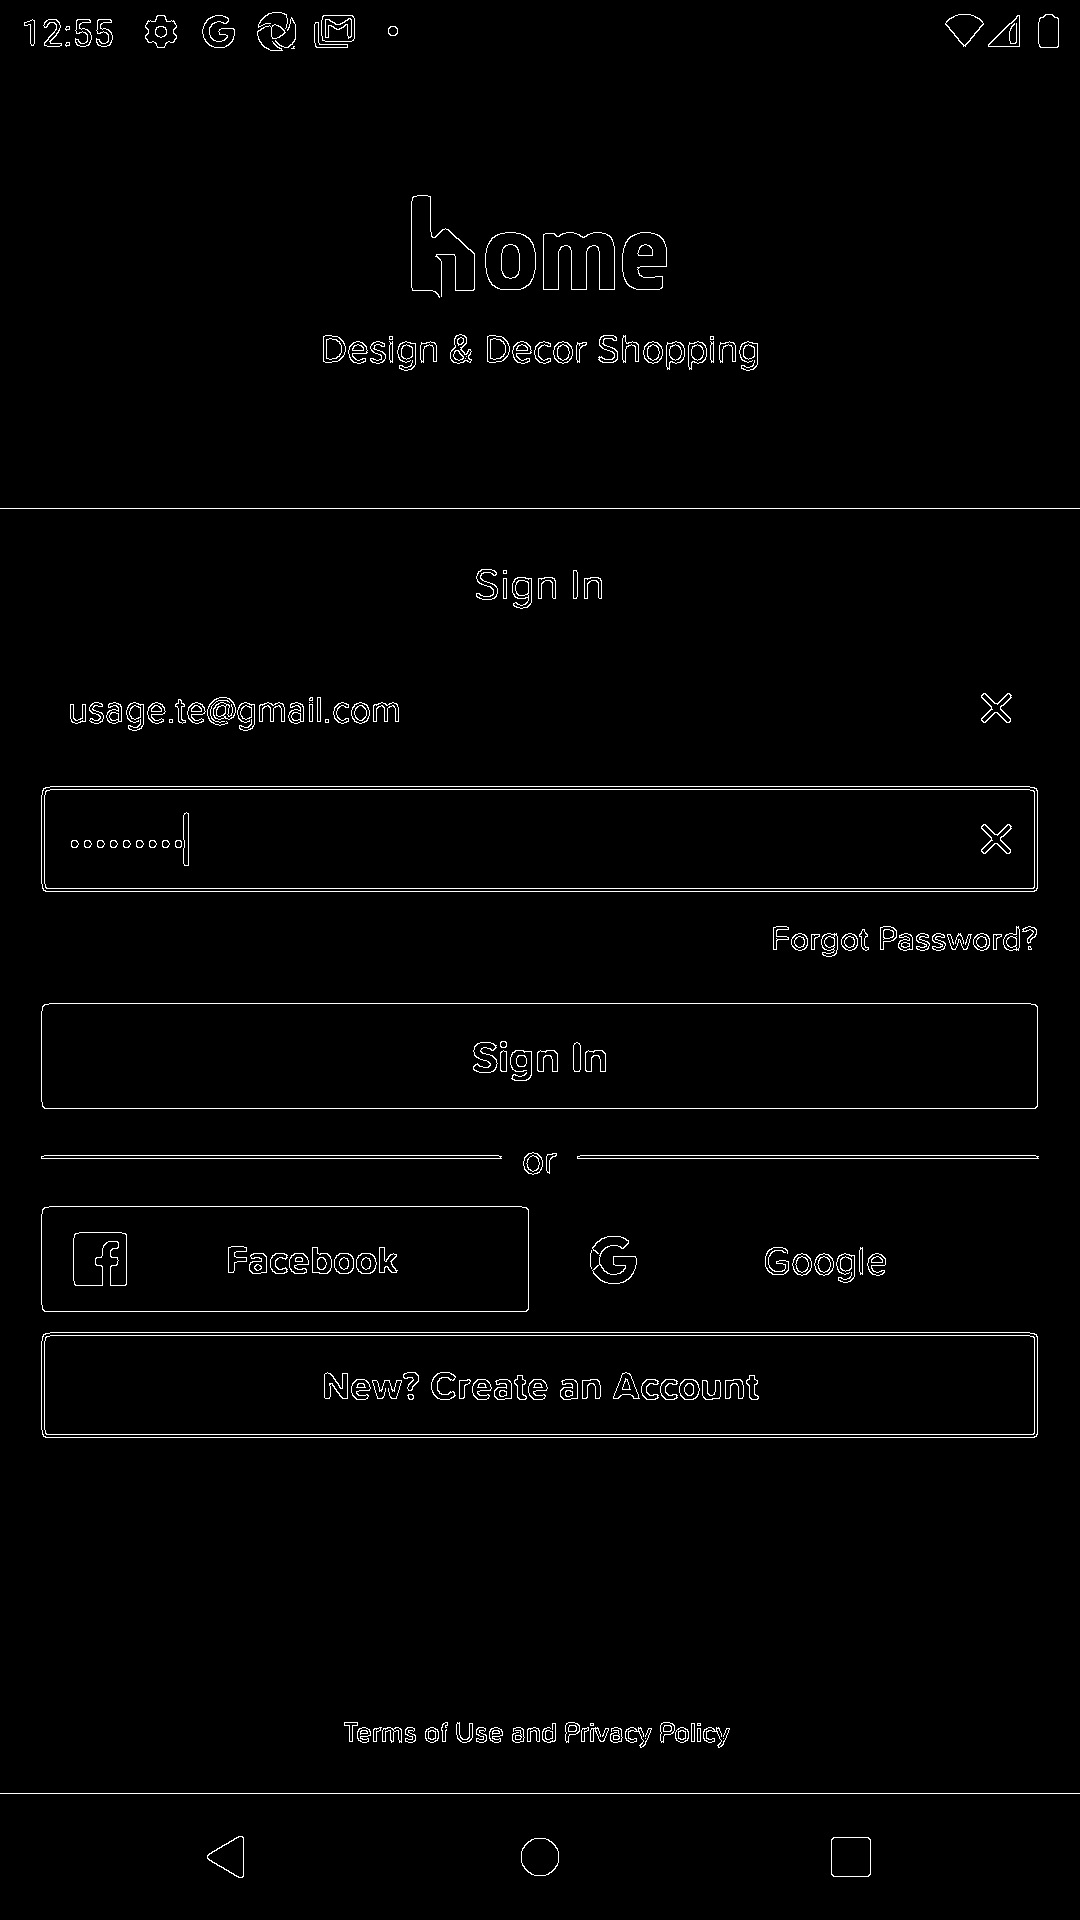 12:55
home
Design & Decor Shopping
Sign In
usage.te@gmail.com
Forgot Password?
Sign In
or
Facebook
Google
New? Create an Account
Terms of Use and Privacy Policy